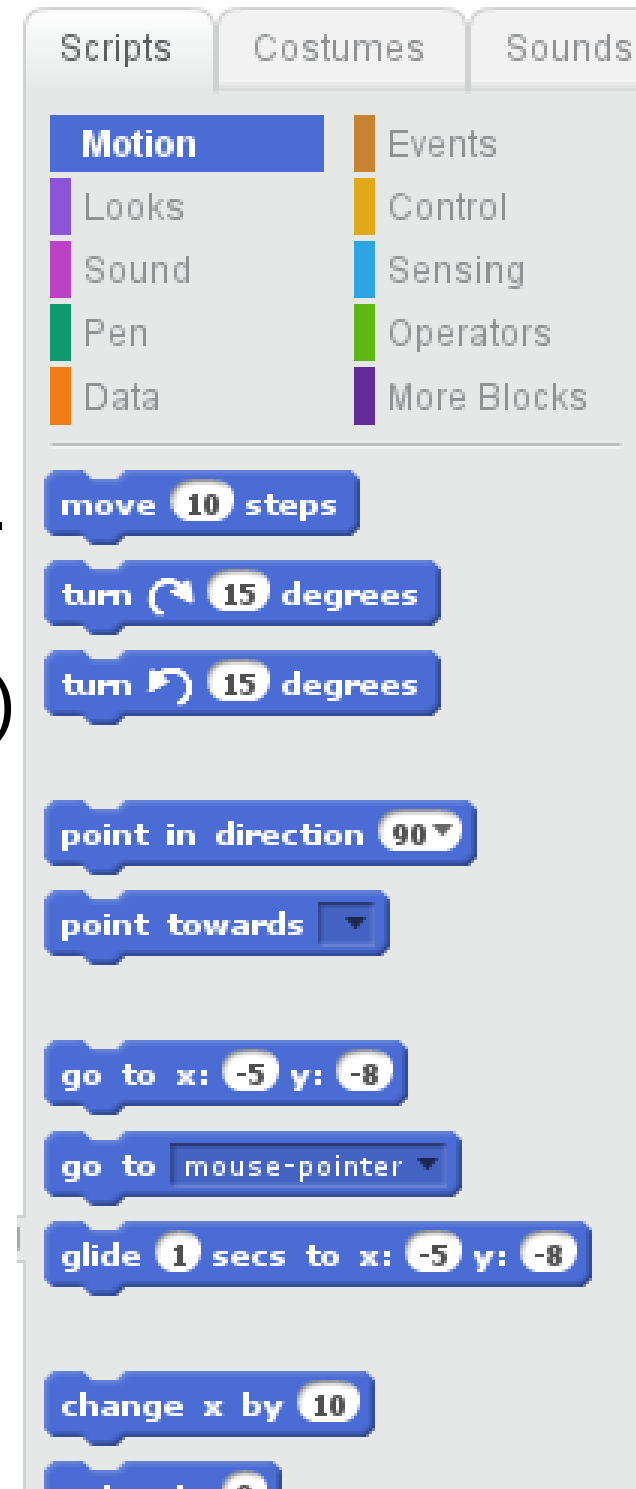 Scripts Costumes Sounds
Motion Events
Looks Control
Sound Sensing
Pen Operators
Data More Blocks
move 10 steps
turn 15 degrees
)
turn 15 degrees
point in direction 90
point towards
go to x: -5 y: -8
go to mouse-pointer
glide 1 secs to x: -5 y: -8
change x by 10